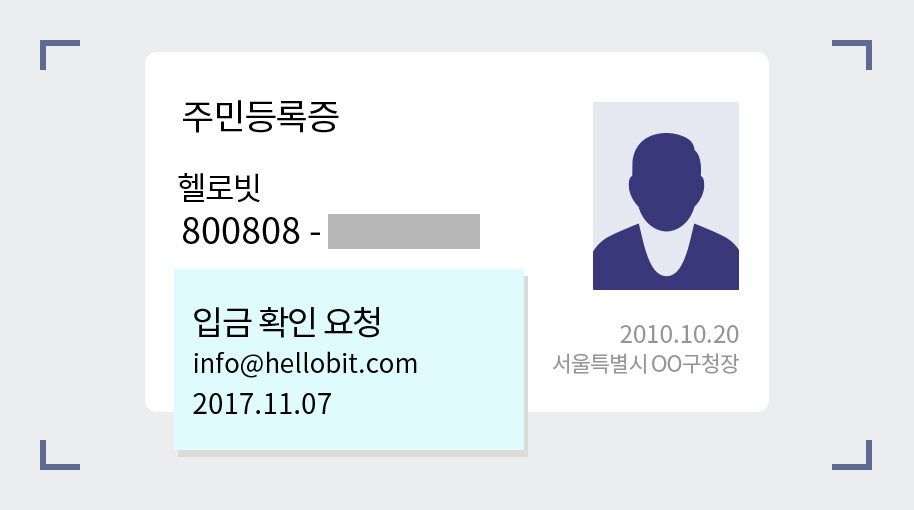 주민등록증
헬로빗
800808 -
입금 확인 요청
info@hellobit.com
2017.11.07
2010.10.20
서울특별시 OO구청장